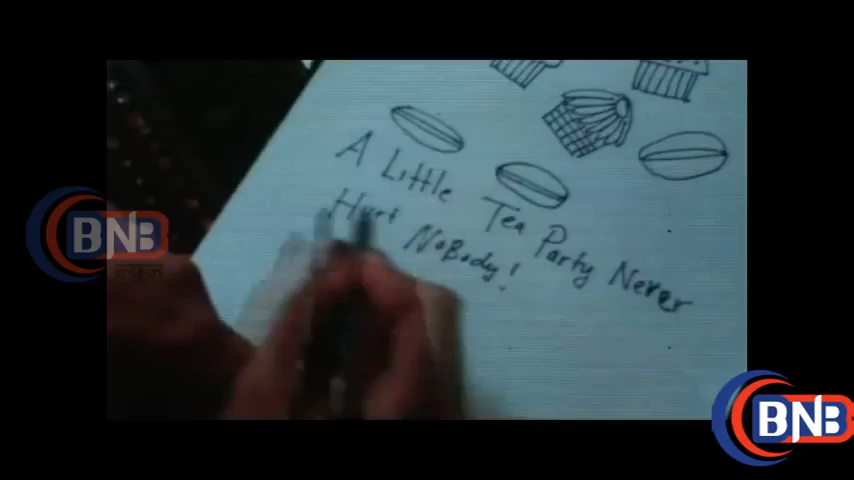 A Little Tea Party Never
Hurt NoBody!
BNB
न्यूज़
BNB